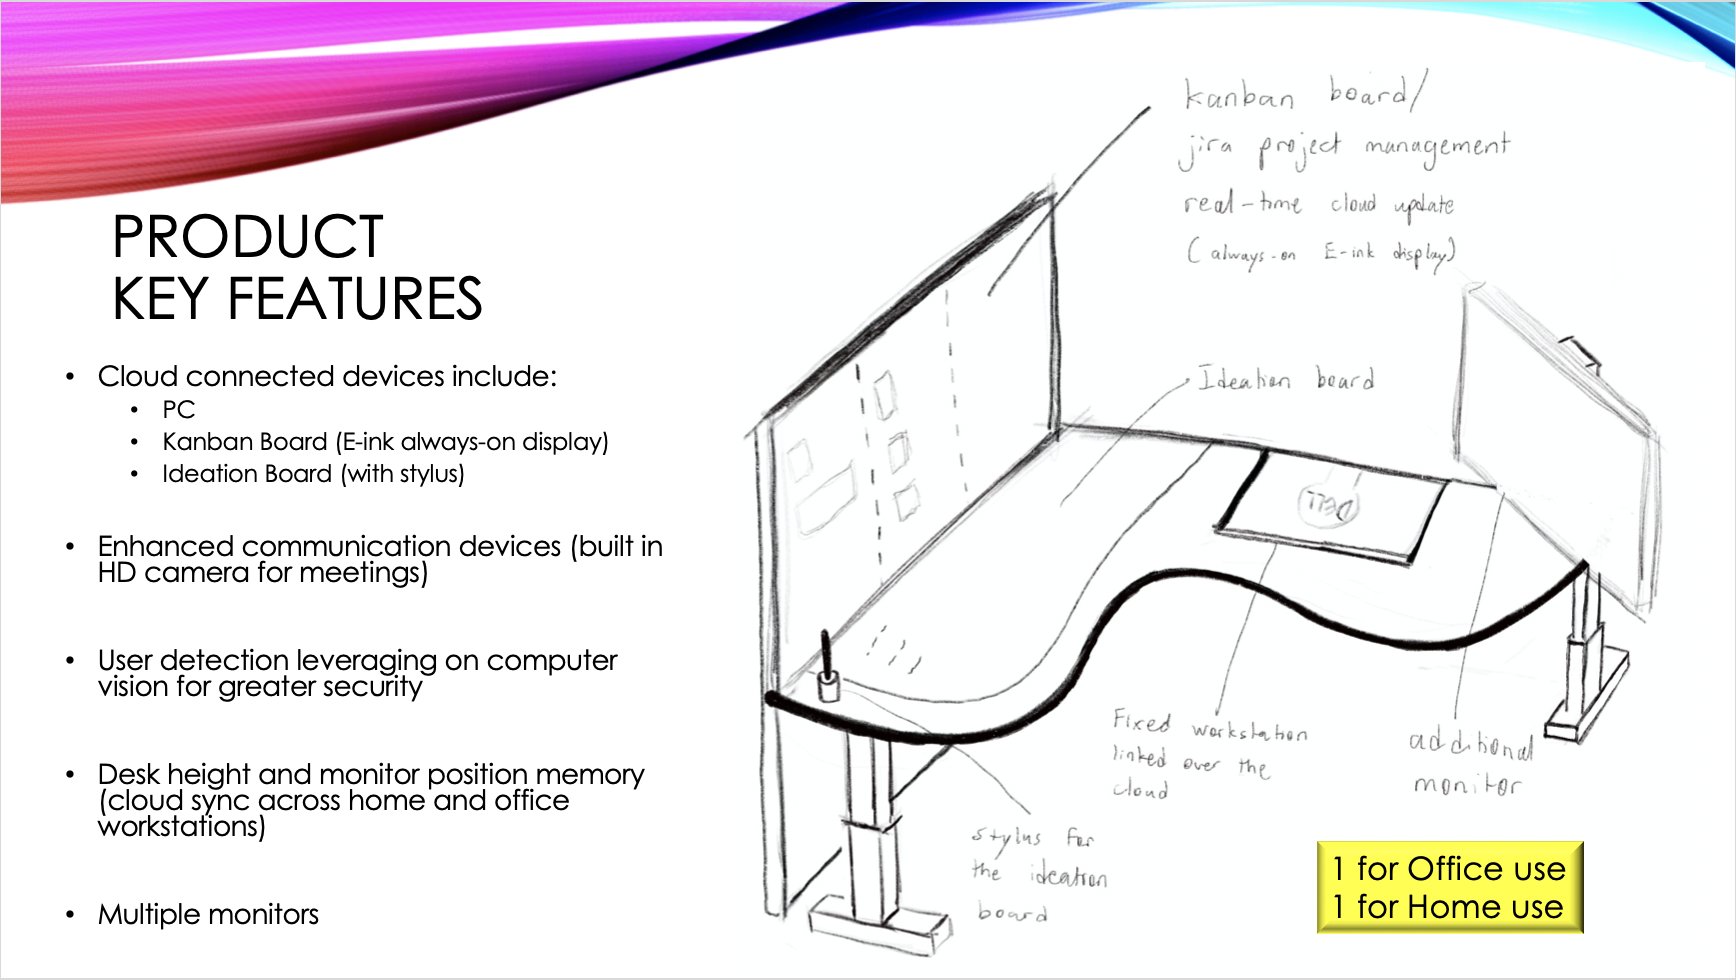 PRODUCT
KEY FEATURES
• Cloud connected devices include:
• PC
• Kanban Board (E-ink always-on display)
• Ideation Board (with stylus)
• Enhanced communication devices (built in
HD camera for meetings)
• User detection leveraging on computer
vision for greater security
• Desk height and monitor position memory
(cloud sync across home and office
workstations)
• Multiple monitors
kanban board/
jira project management
real-time cloud update
(always-on E-ink display)
Ideation board
DELL
Fixed workstation
linked over the
cloud
additional
monitor
stylus for
the ideation
board
1 for Office use
1 for Home use